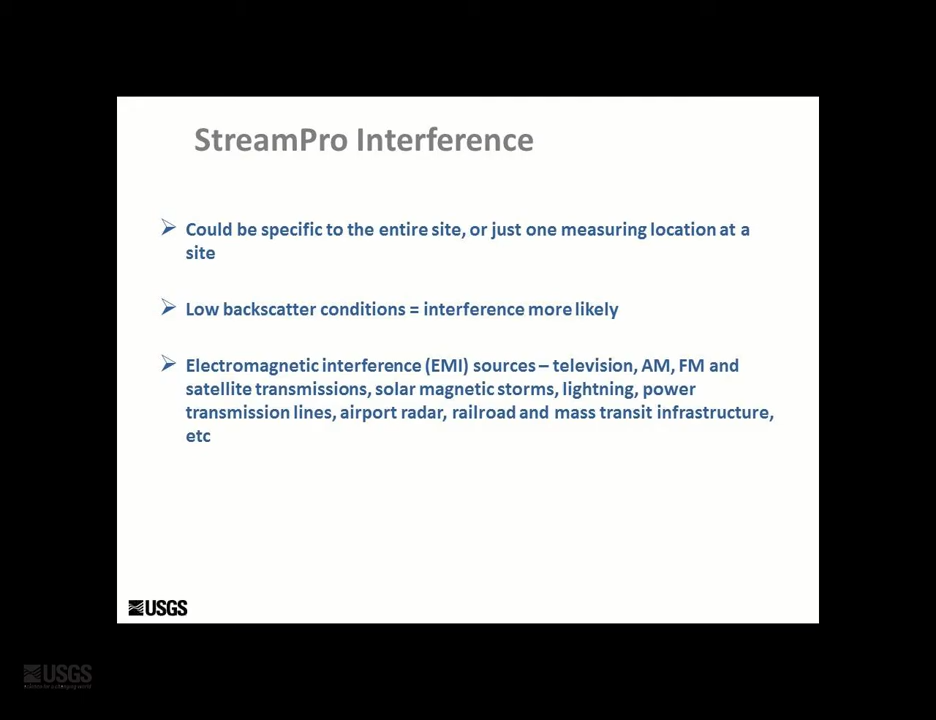 StreamPro Interference
Could be specific to the entire site, or just one measuring location at a
site
Low backscatter conditions = interference more likely
Electromagnetic interference (EMI) sources – television, AM, FM and
satellite transmissions, solar magnetic storms, lightning, power
transmission lines, airport radar, railroad and mass transit infrastructure,
etc
USGS
USGS